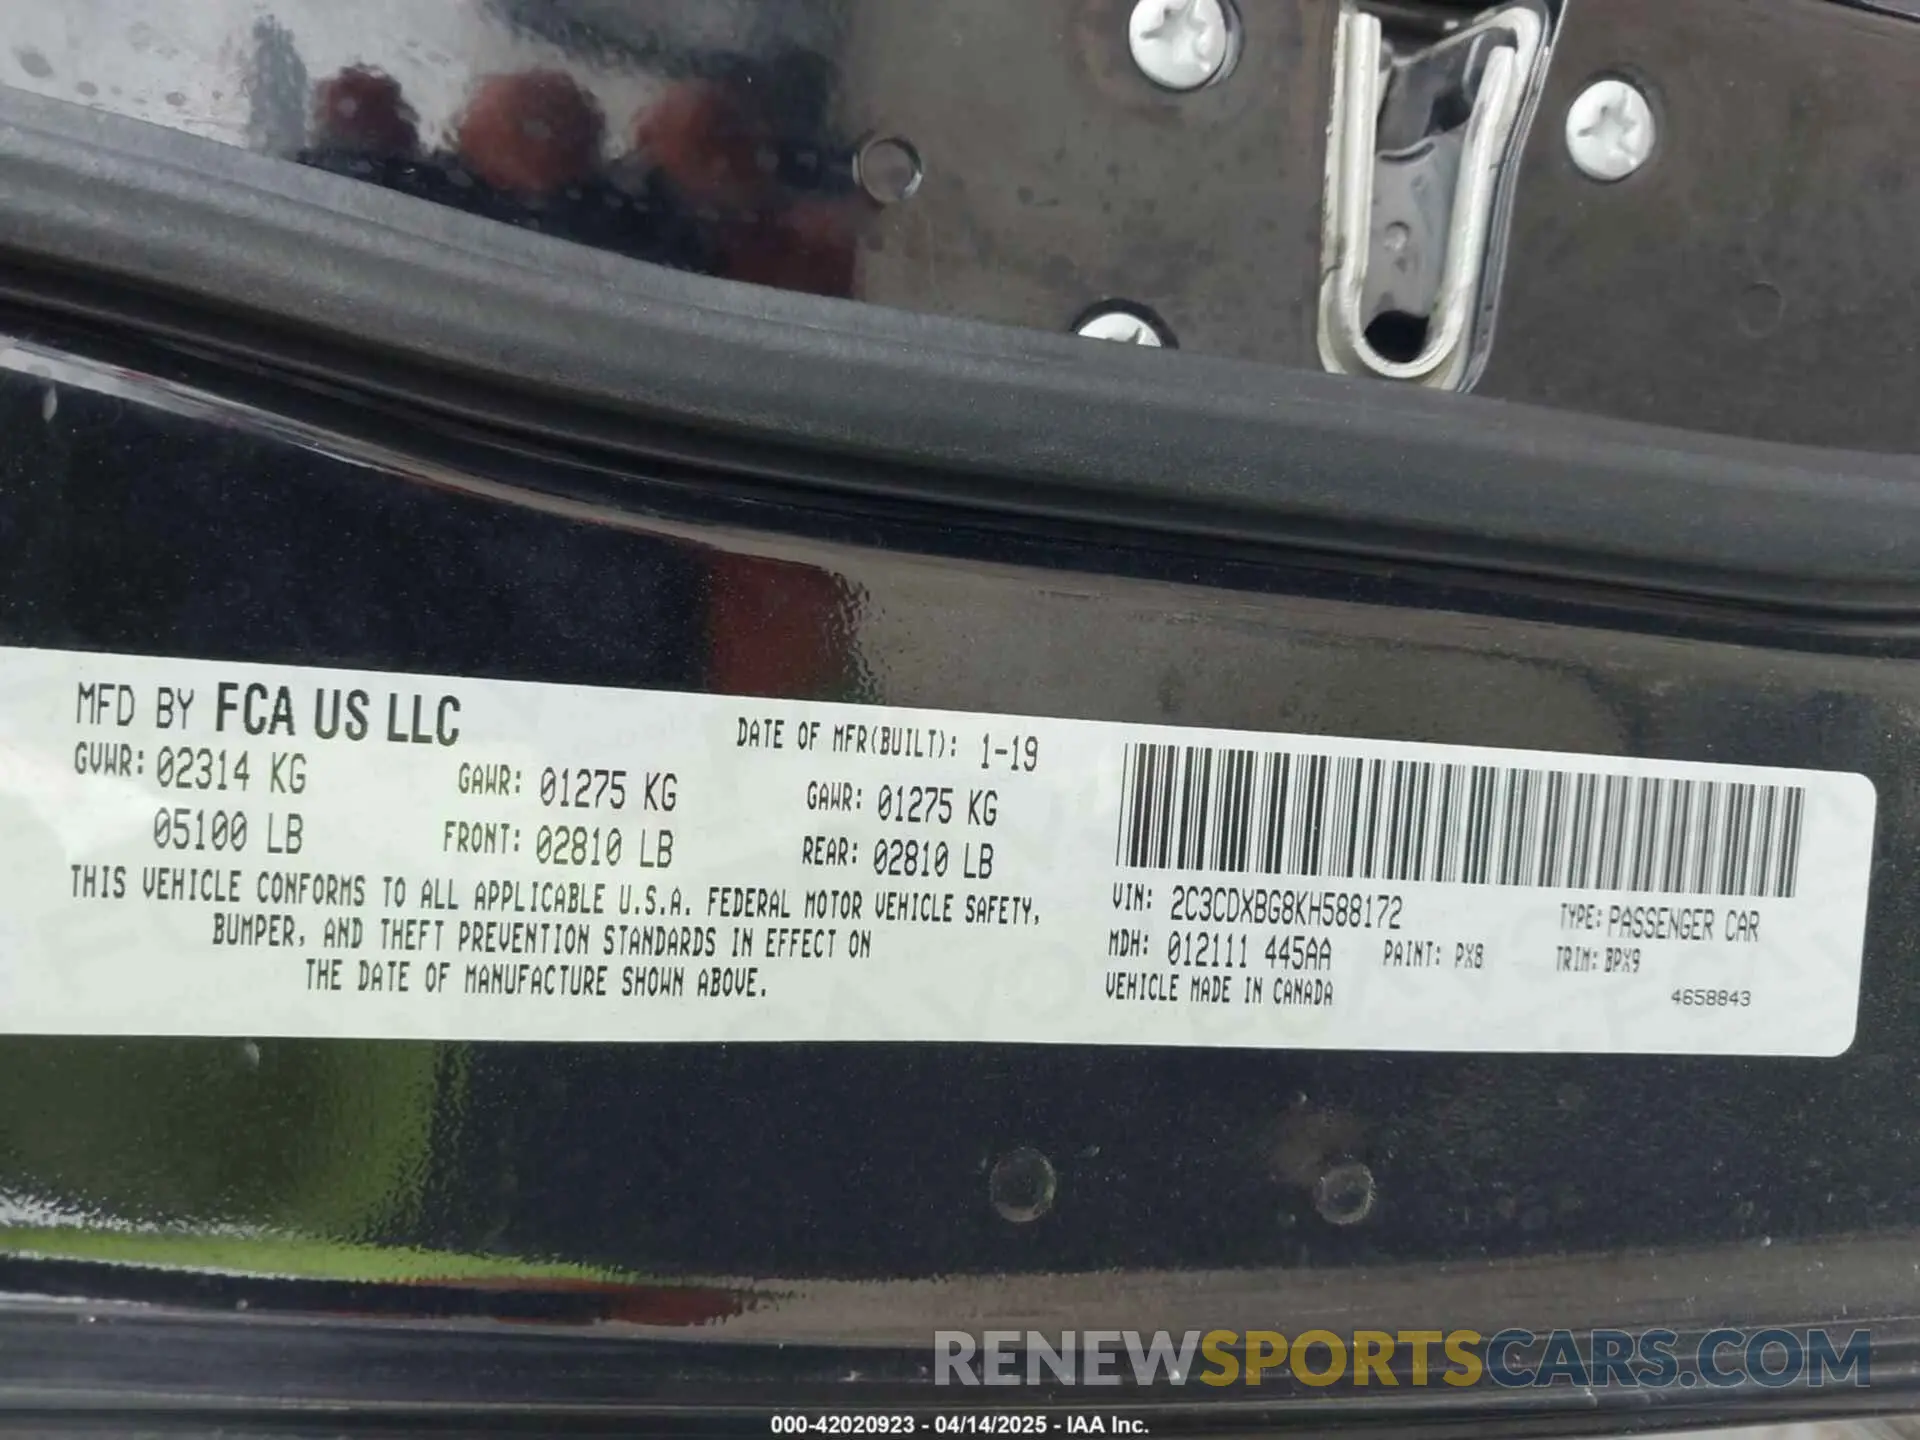 MFD BY FCA US LLC
DATE OF MFR(BUILT): 1-19
GVWR: 02314 KG GAWR: 01275 KG GAWR: 01275 KG
05100 LB FRONT: 02810 LB REAR: 02810 LB
THIS VEHICLE CONFORMS TO ALL APPLICABLE U.S.A. FEDERAL MOTOR VEHICLE SAFETY,
BUMPER, AND THEFT PREVENTION STANDARDS IN EFFECT ON
THE DATE OF MANUFACTURE SHOWN ABOVE.
VIN: 2C3CDXBG8KH588172 TYPE: PASSENGER CAR
MDH: 012111 445AA PAINT: PX8 TRIM: BPX9
VEHICLE MADE IN CANADA 4658843
RENEWSPORTSCARS.COM
000-42020923 - 04/14/2025 - IAA Inc.